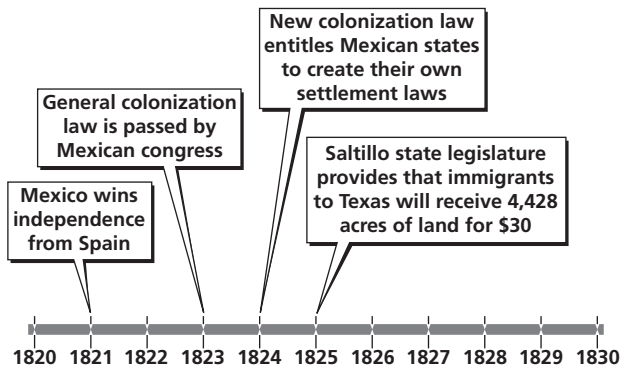 New colonization law
entitles Mexican states
to create their own
settlement laws
General colonization
law is passed by
Mexican congress
Saltillo state legislature
provides that immigrants
to Texas will receive 4,428
acres of land for $30
Mexico wins
independence
from Spain
1820 1821 1822 1823 1824 1825 1826 1827 1828 1829 1830